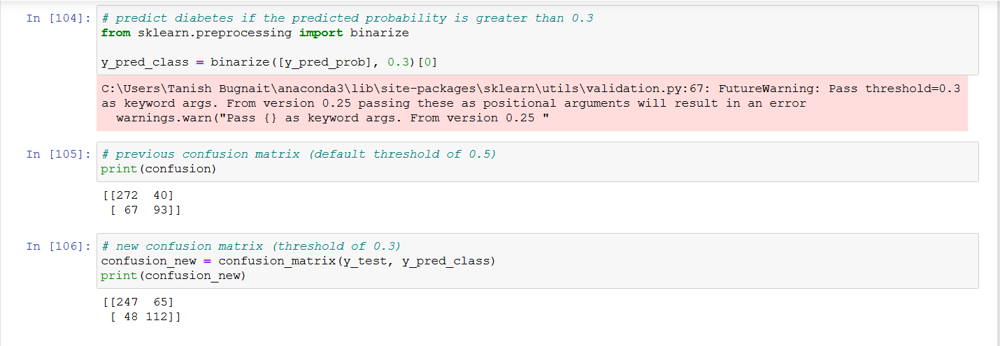 In [104]: # predict diabetes if the predicted probability is greater than 0.3
from sklearn.preprocessing import binarize
y_pred_class = binarize([y_pred_prob], 0.3)[0]
C:\Users\Tanish Bugnait\anaconda3\lib\site-packages\sklearn\utils\validation.py:67: FutureWarning: Pass threshold=0.3
as keyword args. From version 0.25 passing these as positional arguments will result in an error
  warnings.warn("Pass {} as keyword args. From version 0.25 "
In [105]: # previous confusion matrix (default threshold of 0.5)
print(confusion)
[[272  40]
 [ 67  93]]
In [106]: # new confusion matrix (threshold of 0.3)
confusion_new = confusion_matrix(y_test, y_pred_class)
print(confusion_new)
[[247  65]
 [ 48 112]]